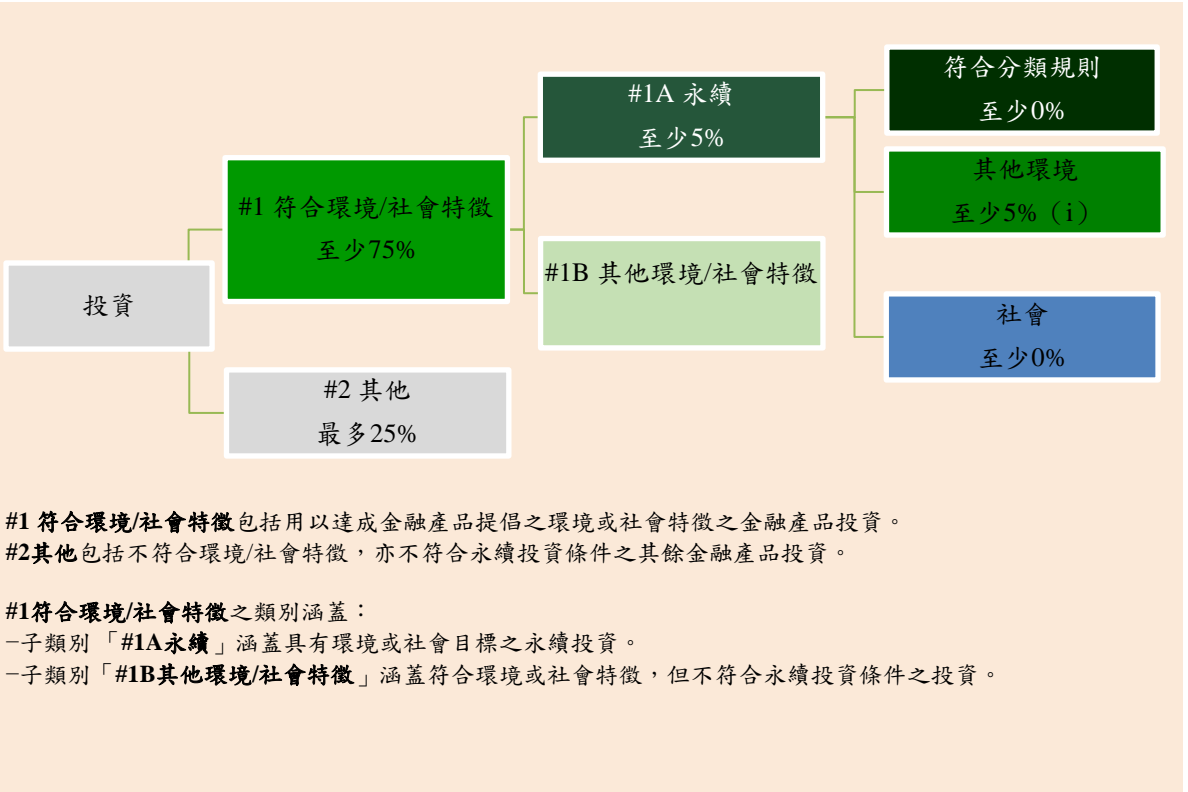 投資
#1 符合環境/社會特徵
至少75%
#2 其他
最多25%
#1A 永續
至少5%
#1B 其他環境/社會特徵
符合分類規則
至少0%
其他環境
至少5%（i）
社會
至少0%
#1 符合環境/社會特徵包括用以達成金融產品提倡之環境或社會特徵之金融產品投資。
#2其他包括不符合環境/社會特徵，亦不符合永續投資條件之其餘金融產品投資。
#1符合環境/社會特徵之類別涵蓋：
−子類別「#1A永續」涵蓋具有環境或社會目標之永續投資。
−子類別「#1B其他環境/社會特徵」涵蓋符合環境或社會特徵，但不符合永續投資條件之投資。